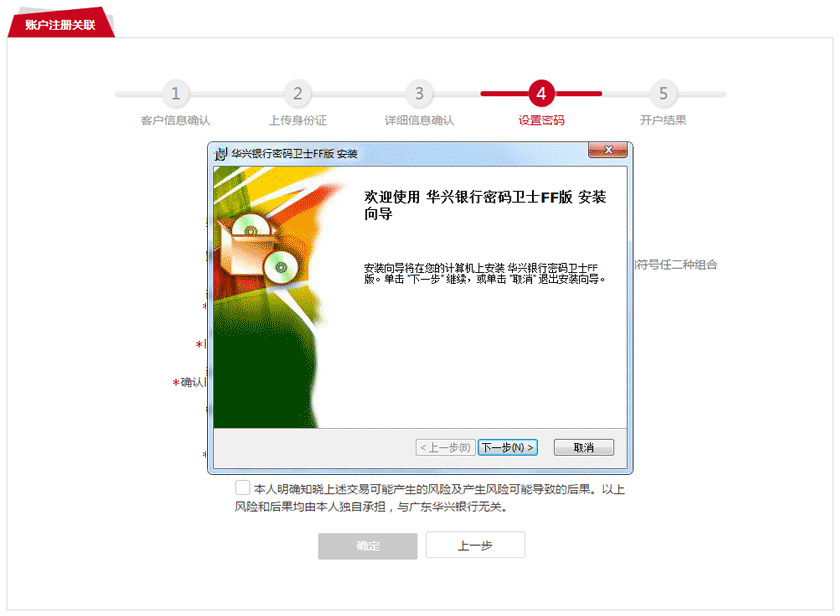 账户注册关联
1
2
3
4
5
客户信息确认
上传身份证
详细信息确认
设置密码
开户结果
华兴银行密码卫士FF版 安装
欢迎使用 华兴银行密码卫士FF版 安装
向导
符号任二种组合
安装向导将在您的计算机上安装 华兴银行密码卫士FF
版。单击 "下一步" 继续，或单击 "取消" 退出安装向导。
*
*
*确认
*
< 上一步(B)
下一步(N) >
取消
本人明确知晓上述交易可能产生的风险及产生风险可能导致的后果。以上
风险和后果均由本人独自承担，与广东华兴银行无关。
确定
上一步